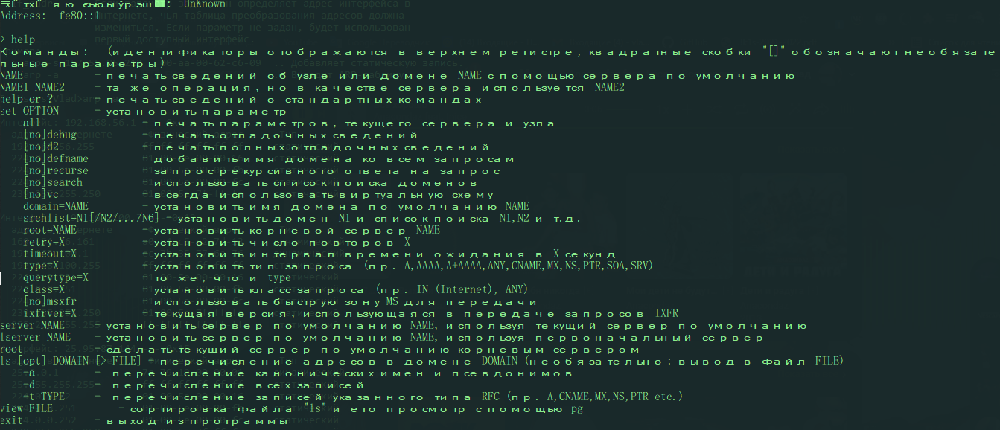 ╤хЁтхЁ яю єьюыўрэш■: UnKnown
Address: fe80::1
> help
Команды: (идентификаторы отображаются в верхнем регистре, квадратные скобки "[]" обозначают необязате
льные параметры)
NAME - печать сведений об узле или домене NAME с помощью сервера по умолчанию
NAME1 NAME2 - та же операция, но в качестве сервера используется NAME2
help or ? - печать сведений о стандартных командах
set OPTION - установить параметр
all - печать параметров, текущего сервера и узла
[no]debug - печать отладочных сведений
[no]d2 - печать полных отладочных сведений
[no]defname - добавить имя домена ко всем запросам
[no]recurse - запрос рекурсивного ответа на запрос
[no]search - использовать список поиска доменов
[no]vc - всегда использовать виртуальную схему
domain=NAME - установить имя домена по умолчанию NAME
srchlist=N1[/N2/.../N6] - установить домен N1 и список поиска N1,N2 и т.д.
root=NAME - установить корневой сервер NAME
retry=X - установить число повторов X
timeout=X - установить интервал времени ожидания в X секунд
type=X - установить тип запроса (пр. A,AAAA,A+AAAA,ANY,CNAME,MX,NS,PTR,SOA,SRV)
querytype=X - то же, что и type
class=X - установить класс запроса (пр. IN (Internet), ANY)
[no]msxfr - использовать быструю зону MS для передачи
ixfrver=X - текущая версия, использующаяся в передаче запросов IXFR
server NAME - установить сервер по умолчанию NAME, используя текущий сервер по умолчанию
lserver NAME - установить сервер по умолчанию NAME, используя первоначальный сервер
root - сделать текущий сервер по умолчанию корневым сервером
ls [opt] DOMAIN [> FILE] - перечисление адресов в домене DOMAIN (необязательно: вывод в файл FILE)
-a - перечисление канонических имен и псевдонимов
-d - перечисление всех записей
-t TYPE - перечисление записей указанного типа RFC (пр. A,CNAME,MX,NS,PTR etc.)
view FILE - сортировка файла "ls" и его просмотр с помощью pg
exit - выход из программы